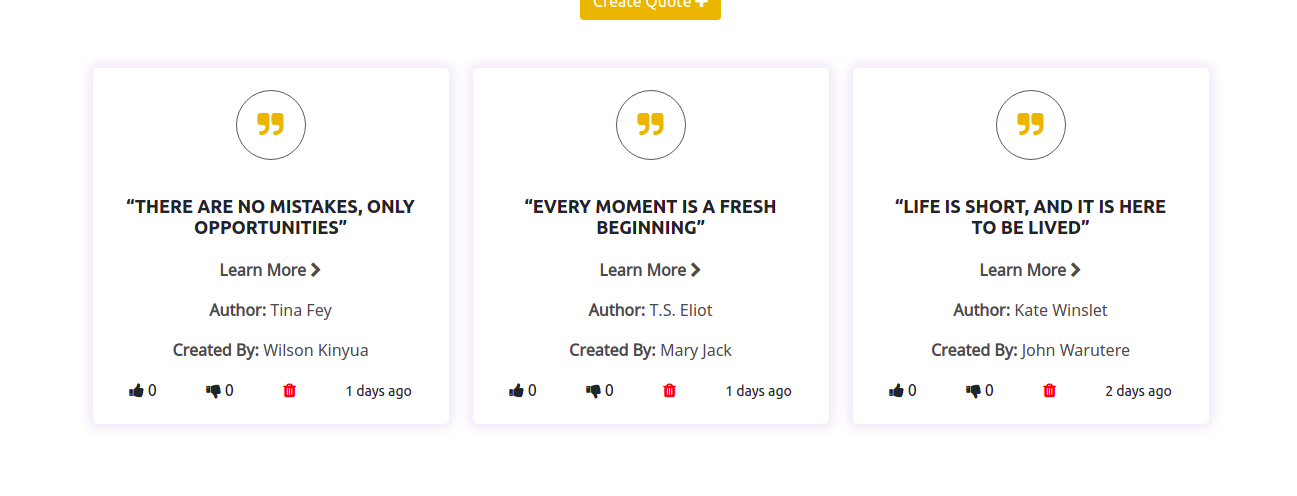 Create Quote
“THERE ARE NO MISTAKES, ONLY
OPPORTUNITIES”
Learn More
Author: Tina Fey
Created By: Wilson Kinyua
0 0 1 days ago
“EVERY MOMENT IS A FRESH
BEGINNING”
Learn More
Author: T.S. Eliot
Created By: Mary Jack
0 0 1 days ago
“LIFE IS SHORT, AND IT IS HERE
TO BE LIVED”
Learn More
Author: Kate Winslet
Created By: John Warutere
0 0 2 days ago